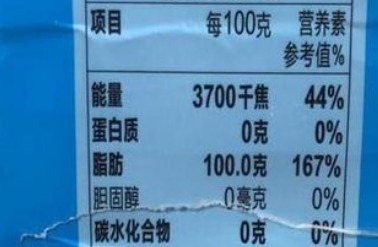 项目 每100克 营养素
参考值%
能量 3700千焦 44%
蛋白质 0克 0%
脂肪 100.0克 167%
胆固醇 0毫克 0%
碳水化合物 0克 0%